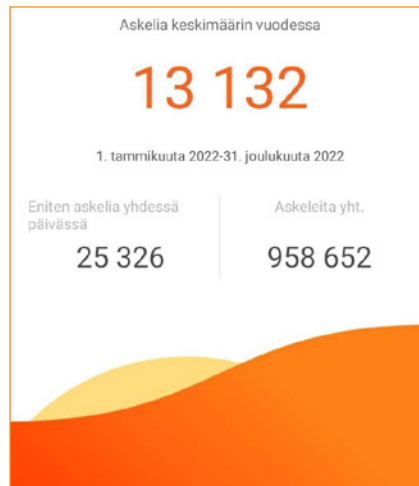 Askelia keskimäärin vuodessa
13 132
1. tammikuuta 2022-31. joulukuuta 2022
Eniten askelia yhdessä
päivässä
25 326
Askeleita yht.
958 652